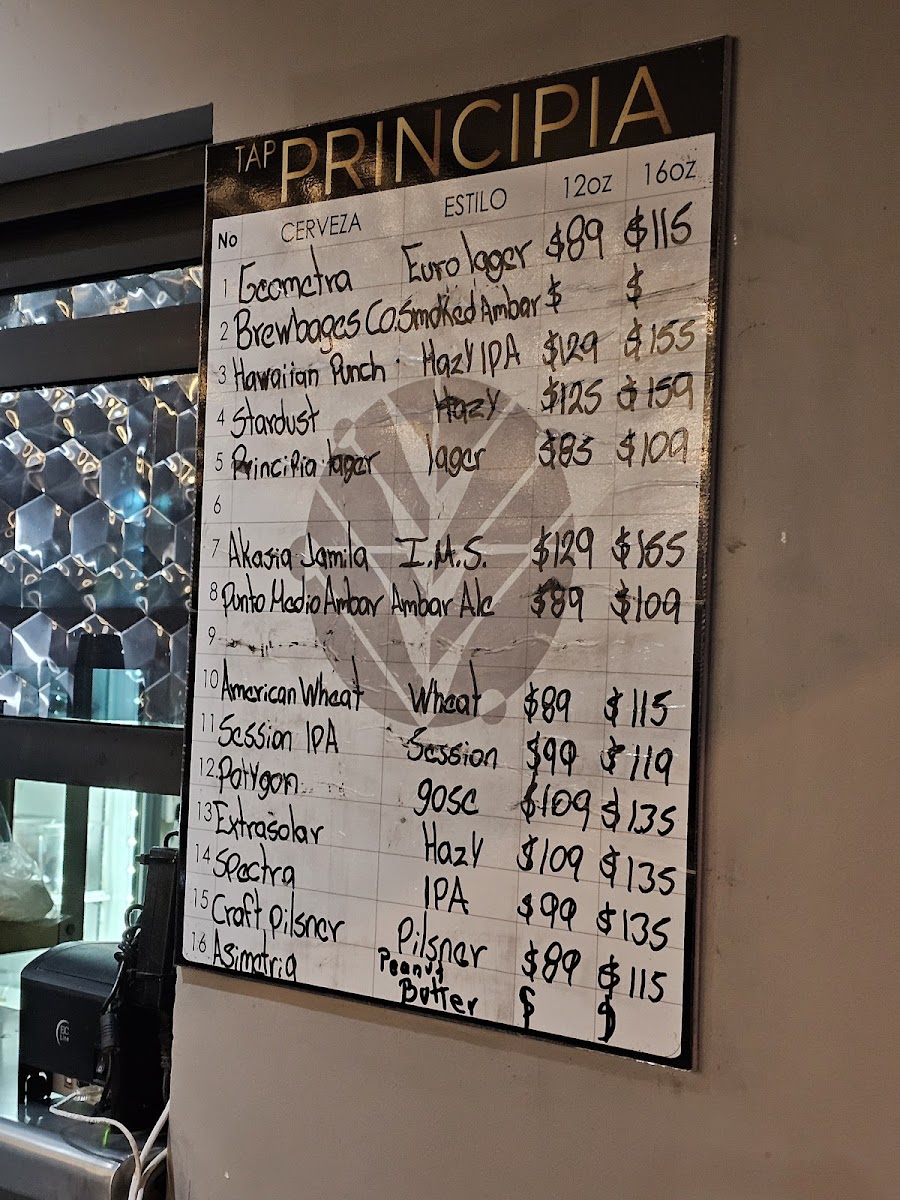 TAP PRINCIPIA
No CERVEZA ESTILO 12oz 16oz
1 Geometra Euro lager $89 $115
2 Brewbages Co. Smoked Ambar $ $
3 Hawaiian Punch Hazy IPA $129 $155
4 Stardust Hazy $125 $159
5 Principia lager lager $85 $109
6
7 Akasia Jamila I.M.S. $129 $165
8 Punto Medio Ambar Ambar Ale $89 $109
9
10 American Wheat Wheat $89 $115
11 Session IPA Session $99 $119
12 Polygon gose $109 $135
13 Extrasolar Hazy $109 $135
14 Spectra IPA $99 $135
15 Craft pilsner Pilsner $89 $115
16 Asimetria Peanut Butter $ $
EC